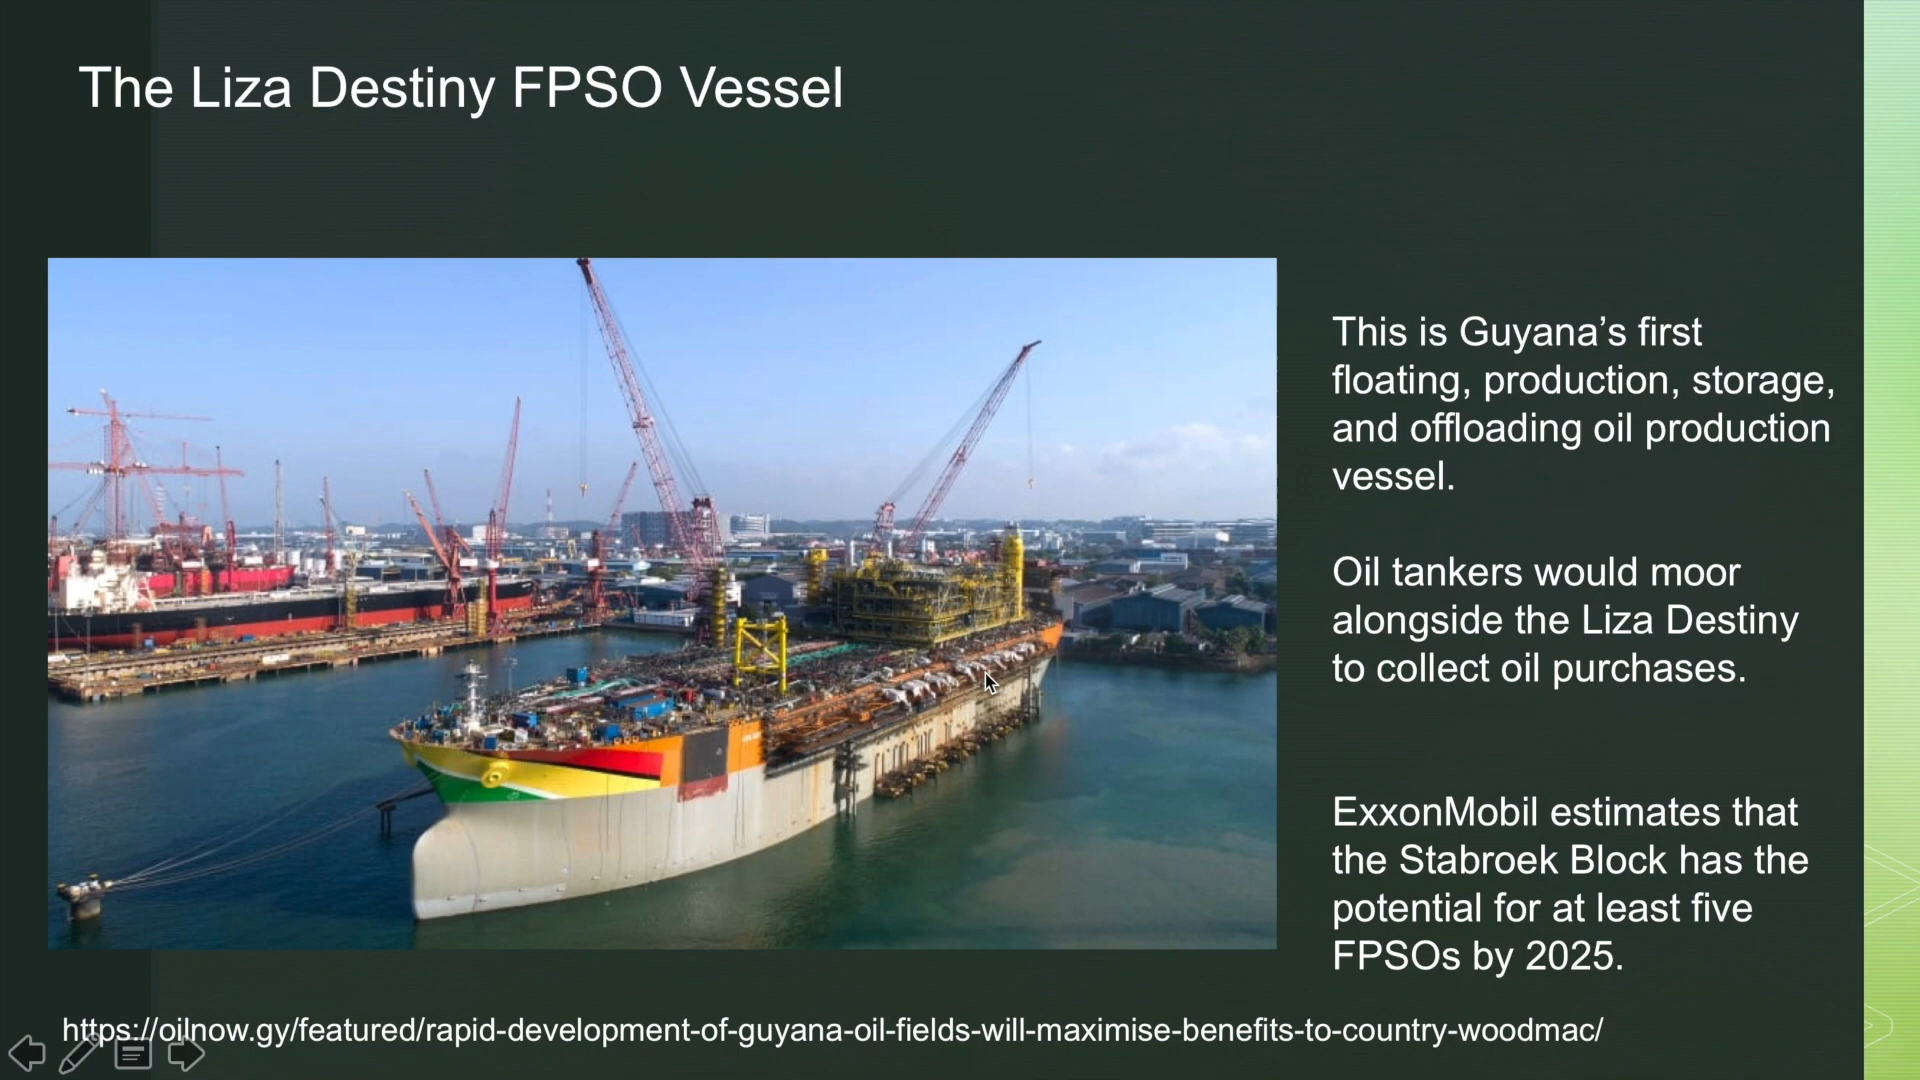 The Liza Destiny FPSO Vessel
This is Guyana’s first
floating, production, storage,
and offloading oil production
vessel.
Oil tankers would moor
alongside the Liza Destiny
to collect oil purchases.
ExxonMobil estimates that
the Stabroek Block has the
potential for at least five
FPSOs by 2025.
https://oilnow.gy/featured/rapid-development-of-guyana-oil-fields-will-maximise-benefits-to-country-woodmac/